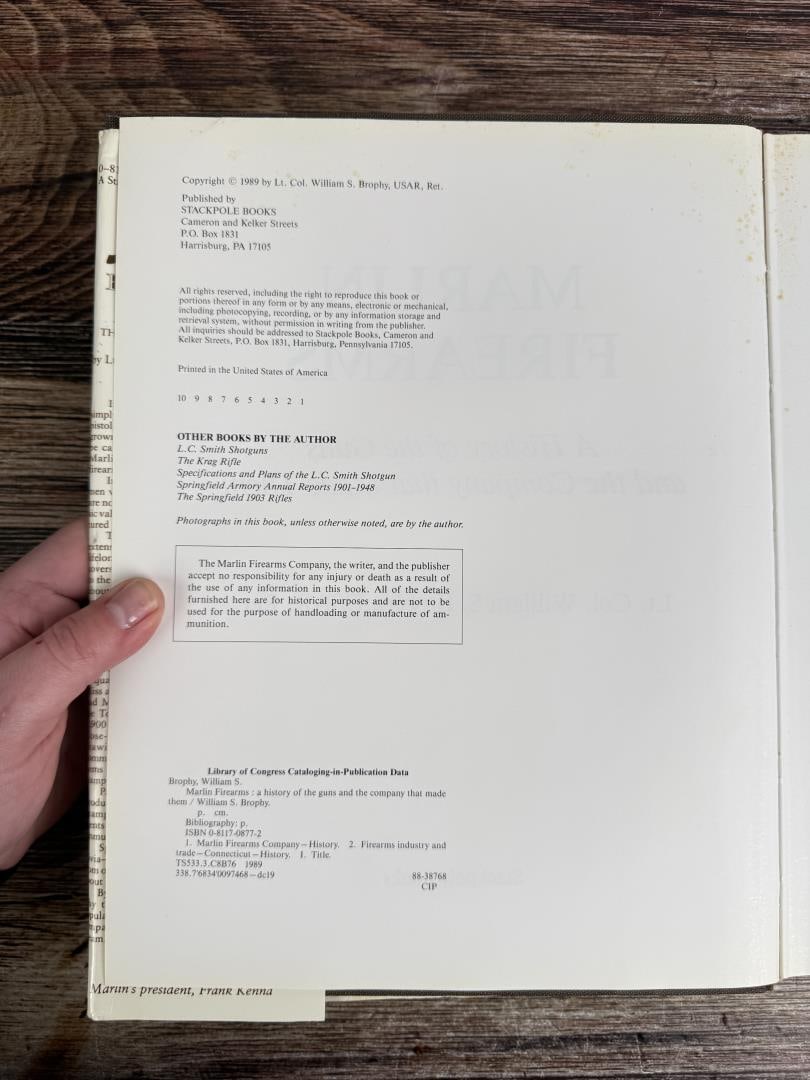 Copyright © 1989 by Lt. Col. William S. Brophy, USAR, Ret.
Published by
STACKPOLE BOOKS
Cameron and Kelker Streets
P.O. Box 1831
Harrisburg, PA 17105
All rights reserved, including the right to reproduce this book or
portions thereof in any form or by any means, electronic or mechanical,
including photocopying, recording, or by any information storage and
retrieval system, without permission in writing from the publisher.
All inquiries should be addressed to Stackpole Books, Cameron and
Kelker Streets, P.O. Box 1831, Harrisburg, Pennsylvania 17105.
Printed in the United States of America
10 9 8 7 6 5 4 3 2 1
OTHER BOOKS BY THE AUTHOR
L.C. Smith Shotguns
The Krag Rifle
Specifications and Plans of the L.C. Smith Shotgun
Springfield Armory Annual Reports 1901–1948
The Springfield 1903 Rifles
Photographs in this book, unless otherwise noted, are by the author.
The Marlin Firearms Company, the writer, and the publisher
accept no responsibility for any injury or death as a result of
the use of any information in this book. All of the details
furnished here are for historical purposes and are not to be
used for the purpose of handloading or manufacture of am-
munition.
Library of Congress Cataloging-in-Publication Data
Brophy, William S.
Marlin Firearms : a history of the guns and the company that made
them / William S. Brophy.
p. cm.
Bibliography: p.
ISBN 0-8117-0877-2
1. Marlin Firearms Company—History. 2. Firearms industry and
trade—Connecticut—History. I. Title.
TS533.3.C8B76 1989
338.7'6834'0097468—dc19 88-38768
CIP
Marlin's president, Frank Kenna